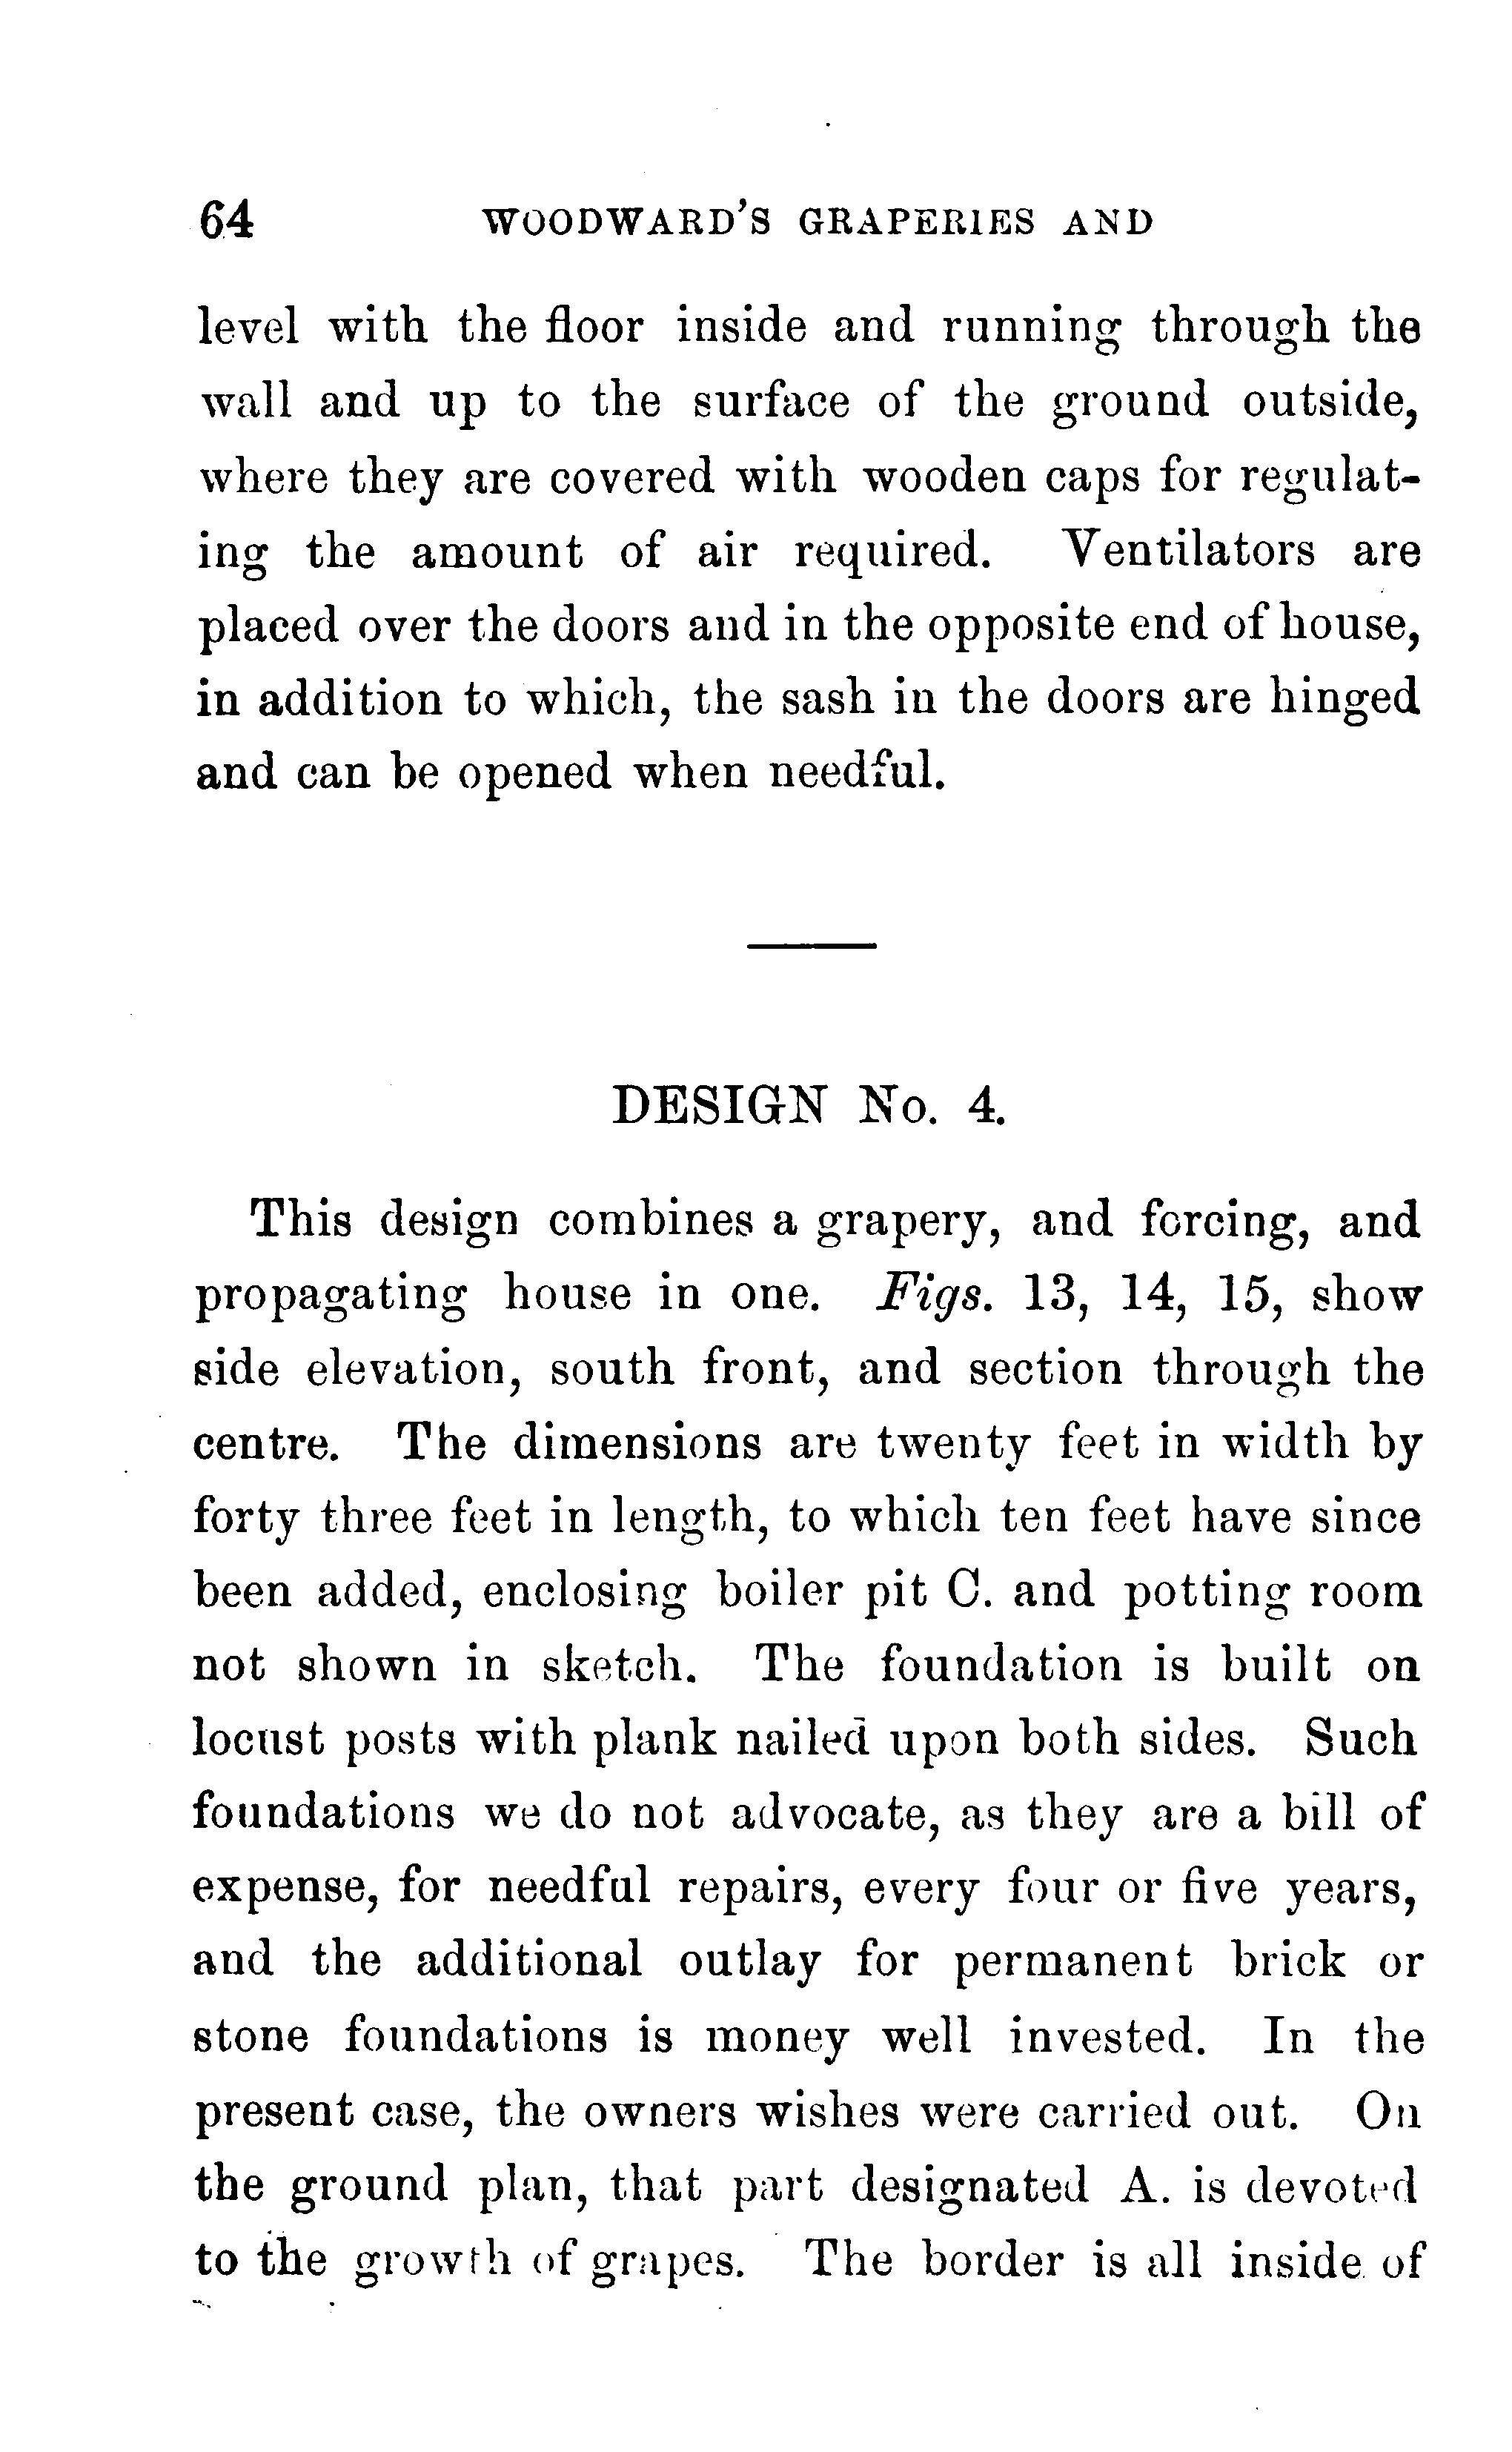 64 WOODWARD'S GRAPERIES AND
level with the floor inside and running through the
wall and up to the surface of the ground outside,
where they are covered with wooden caps for regulat-
ing the amount of air required. Ventilators are
placed over the doors and in the opposite end of house,
in addition to which, the sash in the doors are hinged
and can be opened when needful.
DESIGN No. 4.
This design combines a grapery, and forcing, and
propagating house in one. Figs. 13, 14, 15, show
side elevation, south front, and section through the
centre. The dimensions are twenty feet in width by
forty three feet in length, to which ten feet have since
been added, enclosing boiler pit C. and potting room
not shown in sketch. The foundation is built on
locust posts with plank nailed upon both sides. Such
foundations we do not advocate, as they are a bill of
expense, for needful repairs, every four or five years,
and the additional outlay for permanent brick or
stone foundations is money well invested. In the
present case, the owners wishes were carried out. On
the ground plan, that part designated A. is devoted
to the growth of grapes. The border is all inside of